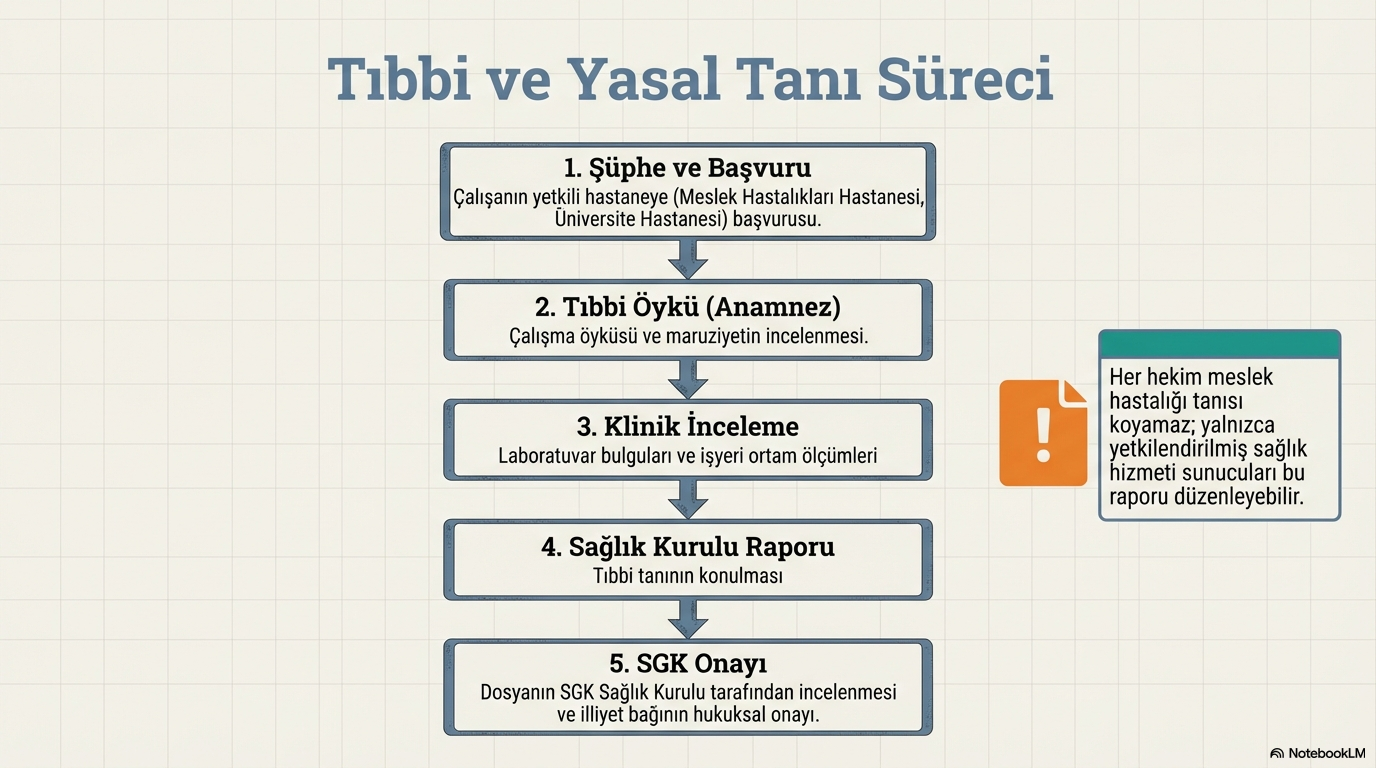 Tıbbi ve Yasal Tanı Süreci
1. Şüphe ve Başvuru
Çalışanın yetkili hastaneye (Meslek Hastalıkları Hastanesi,
Üniversite Hastanesi) başvurusu.
2. Tıbbi Öykü (Anamnez)
Çalışma öyküsü ve maruziyetin incelenmesi.
3. Klinik İnceleme
Laboratuvar bulguları ve işyeri ortam ölçümleri
4. Sağlık Kurulu Raporu
Tıbbi tanının konulması
5. SGK Onayı
Dosyanın SGK Sağlık Kurulu tarafından incelenmesi
ve illiyet bağının hukuksal onayı.
Her hekim meslek
hastalığı tanısı
koyamaz; yalnızca
yetkilendirilmiş sağlık
hizmeti sunucuları bu
raporu düzenleyebilir.
NotebookLM